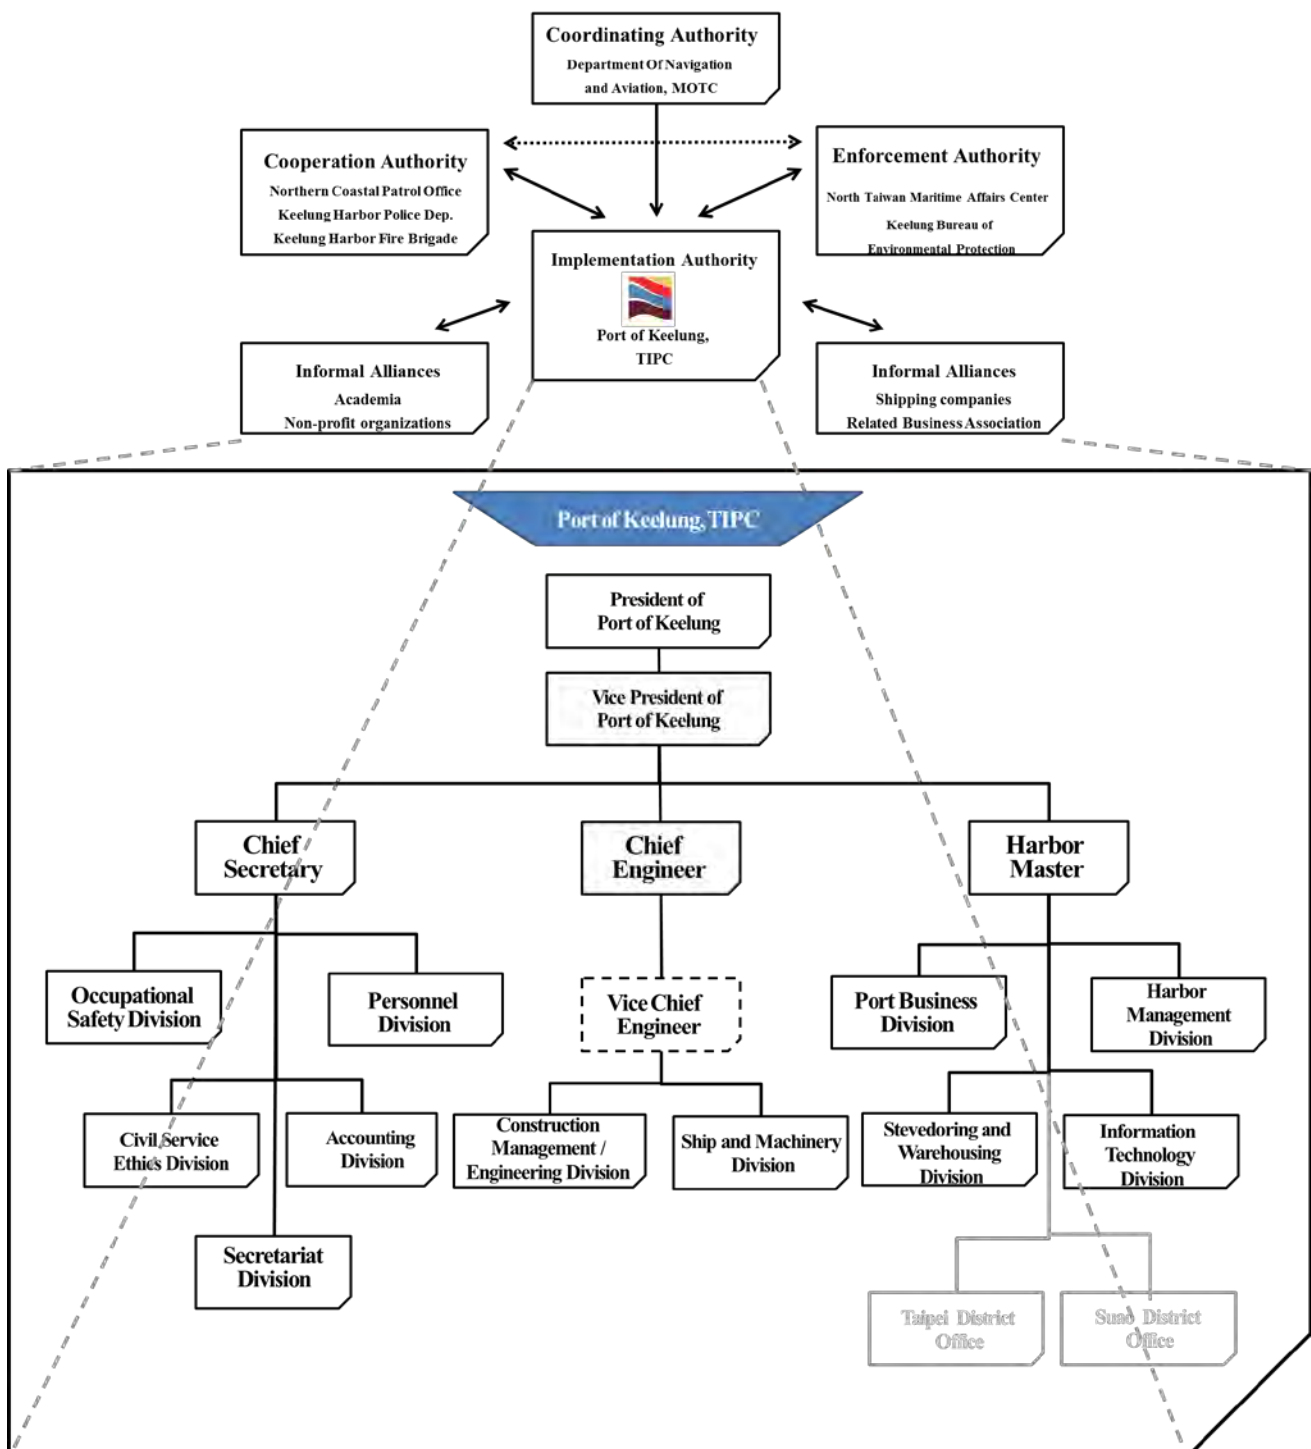 Coordinating Authority
Department Of Navigation
and Aviation, MOTC
Cooperation Authority
Northern Coastal Patrol Office
Keelung Harbor Police Dep.
Keelung Harbor Fire Brigade
Enforcement Authority
North Taiwan Maritime Affairs Center
Keelung Bureau of
Environmental Protection
Implementation Authority
Port of Keelung,
TIPC
Informal Alliances
Academia
Non-profit organizations
Informal Alliances
Shipping companies
Related Business Association
Port of Keelung, TIPC
President of
Port of Keelung
Vice President of
Port of Keelung
Chief
Secretary
Chief
Engineer
Harbor
Master
Occupational
Safety Division
Personnel
Division
Vice Chief
Engineer
Port Business
Division
Harbor
Management
Division
Civil Service
Ethics Division
Accounting
Division
Construction
Management /
Engineering Division
Ship and Machinery
Division
Stevedoring and
Warehousing
Division
Information
Technology
Division
Secretariat
Division
Taipei District
Office
Suao District
Office